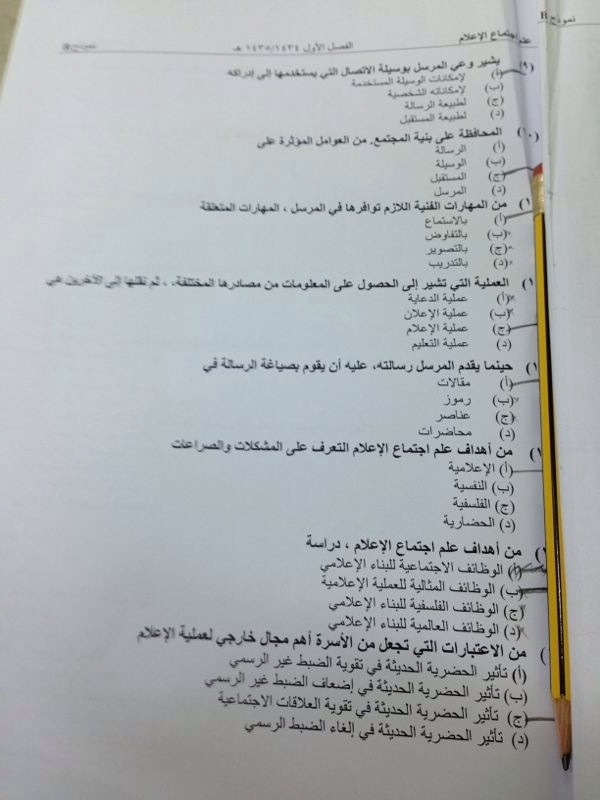 نموذج B
علم اجتماع الإعلام الفصل الأول ١٤٣٤/١٤٣٥ هـ نموذج B
٩) يشير وعي المرسل بوسيلة الاتصال التي يستخدمها إلى إدراكه
(أ) لإمكانات الوسيلة المستخدمة
(ب) لإمكاناته الشخصية
(ج) لطبيعة الرسالة
(د) لطبيعة المستقبل
١٠) المحافظة على بنية المجتمع. من العوامل المؤثرة على
(أ) الرسالة
(ب) الوسيلة
(ج) المستقبل
(د) المرسل
١) من المهارات الفنية اللازم توافرها في المرسل ، المهارات المتعلقة
(أ) بالاستماع
(ب) بالتفاوض
(ج) بالتصوير
(د) بالتدريب
١) العملية التي تشير إلى الحصول على المعلومات من مصادرها المختلفة، ، ثم نقلها إلى الآخرين هي
(أ) عملية الدعاية
(ب) عملية الإعلان
(ج) عملية الإعلام
(د) عملية التعليم
١) حينما يقدم المرسل رسالته، عليه أن يقوم بصياغة الرسالة في
(أ) مقالات
(ب) رموز
(ج) عناصر
(د) محاضرات
١) من أهداف علم اجتماع الإعلام التعرف على المشكلات والصراعات
(أ) الإعلامية
(ب) النفسية
(ج) الفلسفية
(د) الحضارية
) من أهداف علم اجتماع الإعلام ، دراسة
(أ) الوظائف الاجتماعية للبناء الإعلامي
(ب) الوظائف المثالية للعملية الإعلامية
(ج) الوظائف الفلسفية للبناء الإعلامي
(د) الوظائف العالمية للبناء الإعلامي
) من الاعتبارات التي تجعل من الأسرة أهم مجال خارجي لعملية الإعلام
(أ) تأثير الحضرية الحديثة في تقوية الضبط غير الرسمي
(ب) تأثير الحضرية الحديثة في إضعاف الضبط غير الرسمي
(ج) تأثير الحضرية الحديثة في تقوية العلاقات الاجتماعية
(د) تأثير الحضرية الحديثة في إلغاء الضبط الرسمي